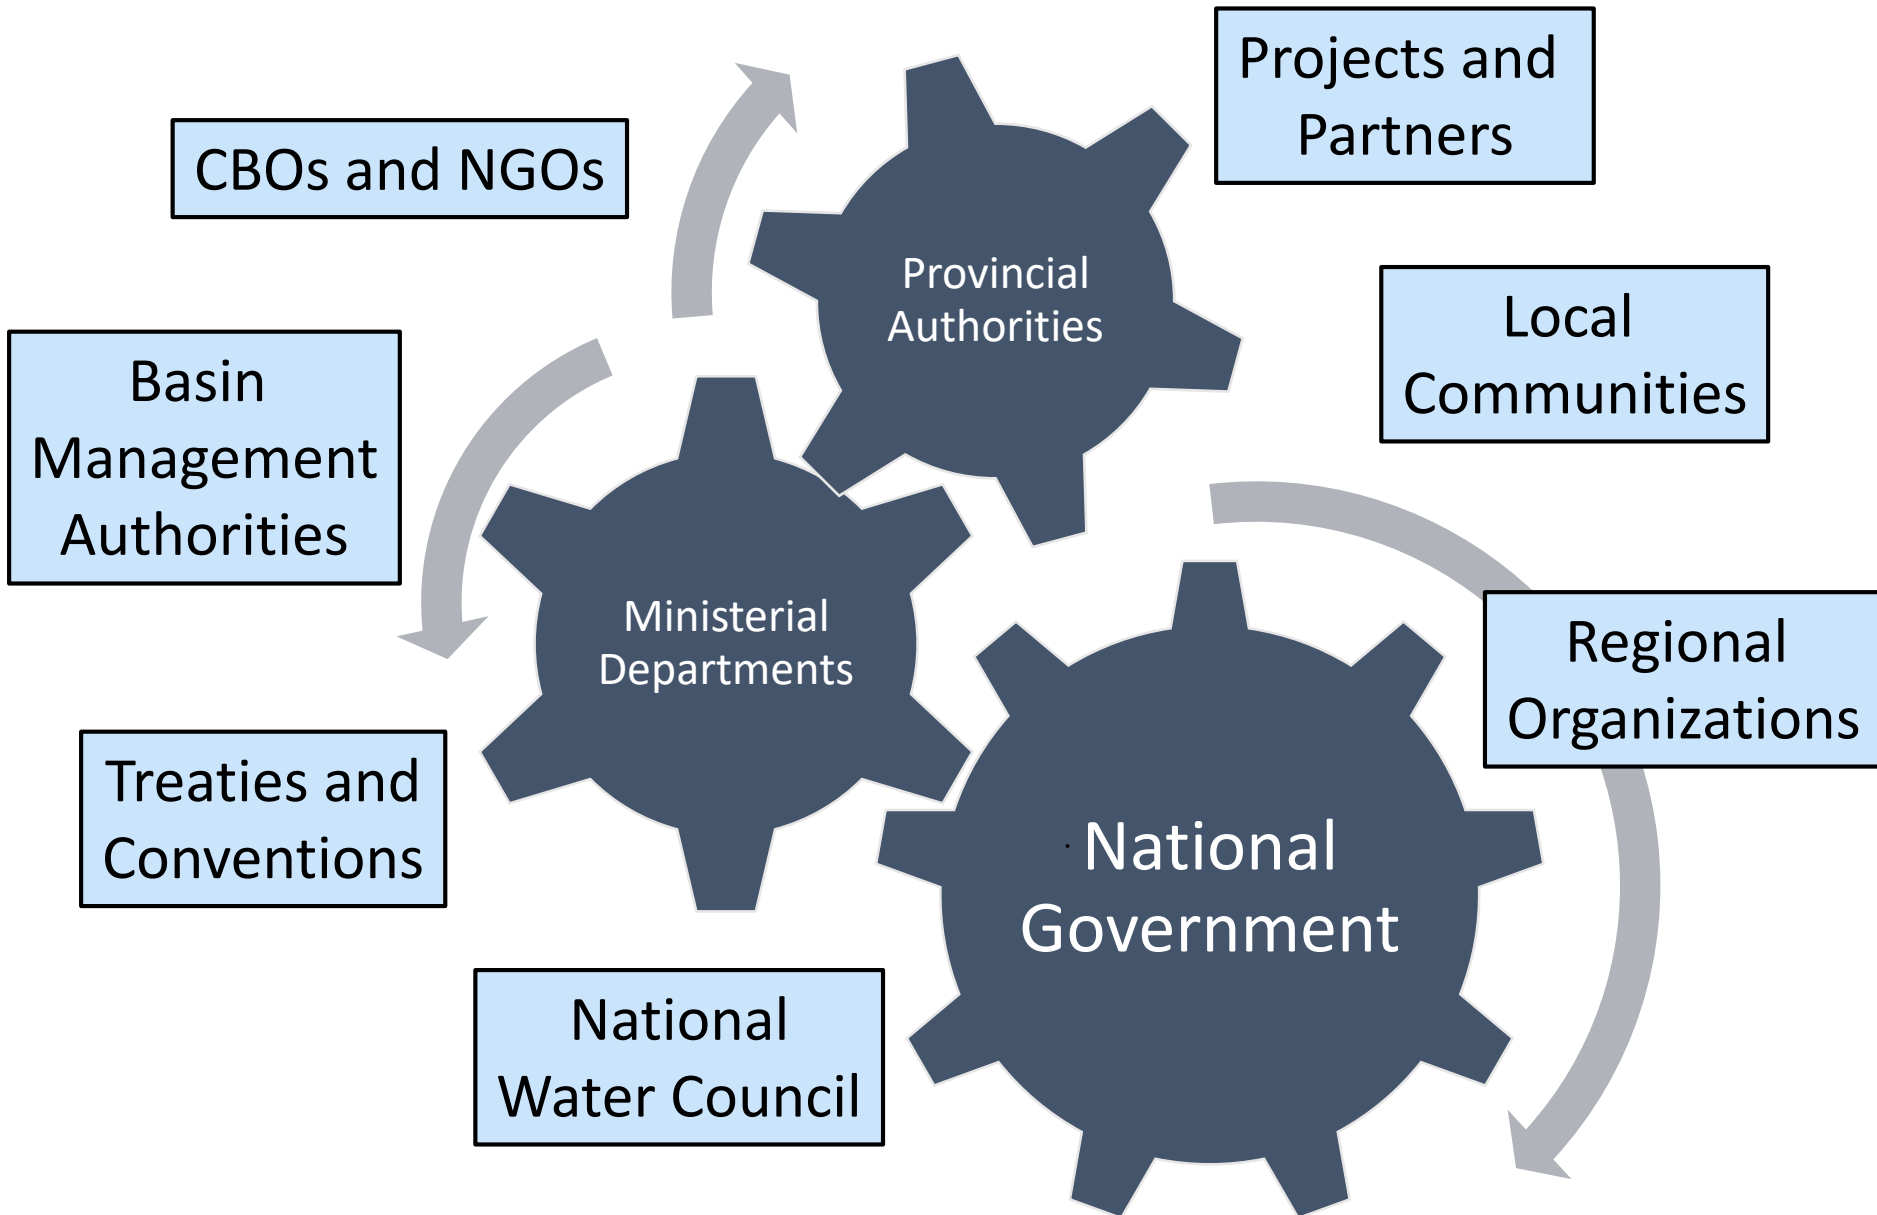 Projects and
Partners
CBOs and NGOs
Provincial
Authorities
Local
Communities
Basin
Management
Authorities
Ministerial
Departments
Regional
Organizations
Treaties and
Conventions
National
Government
National
Water Council